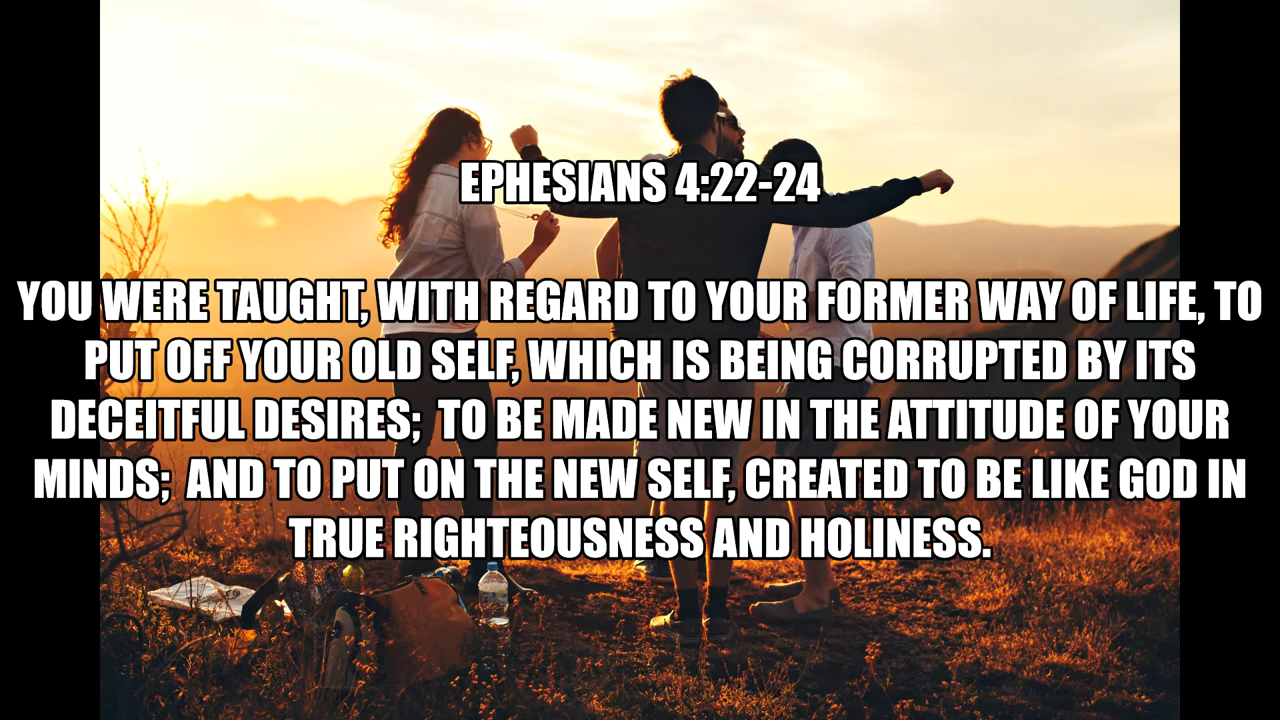 EPHESIANS 4:22-24
YOU WERE TAUGHT, WITH REGARD TO YOUR FORMER WAY OF LIFE, TO
PUT OFF YOUR OLD SELF, WHICH IS BEING CORRUPTED BY ITS
DECEITFUL DESIRES;  TO BE MADE NEW IN THE ATTITUDE OF YOUR
MINDS;  AND TO PUT ON THE NEW SELF, CREATED TO BE LIKE GOD IN
TRUE RIGHTEOUSNESS AND HOLINESS.